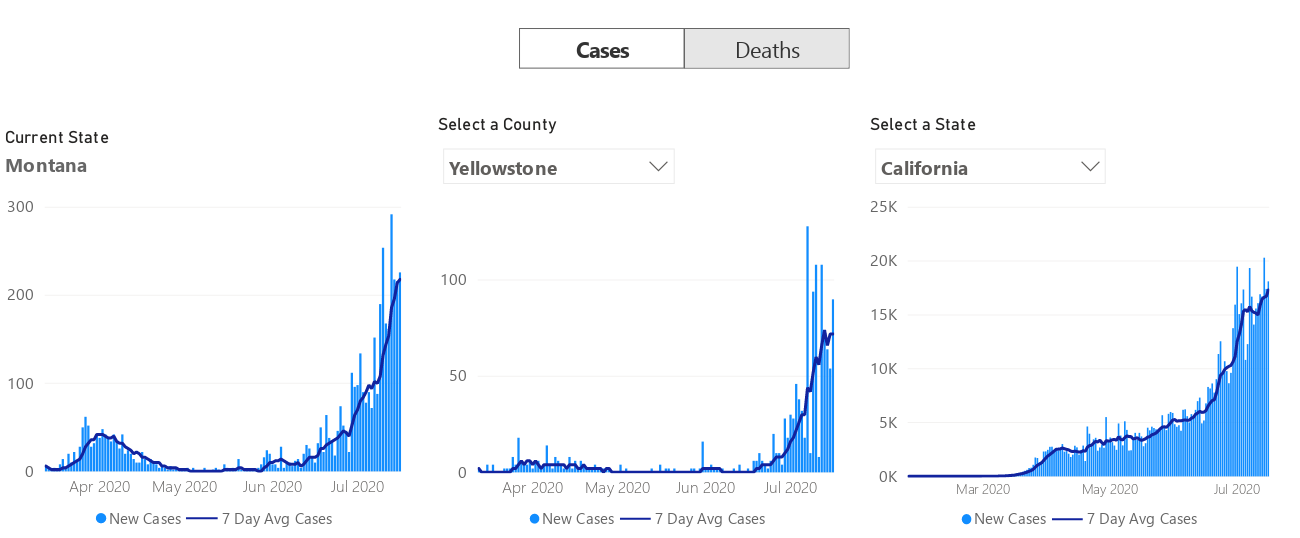 Cases Deaths
Current State
Montana
300
200
100
0
Apr 2020 May 2020 Jun 2020 Jul 2020
New Cases 7 Day Avg Cases
Select a County
Yellowstone
100
50
0
Apr 2020 May 2020 Jun 2020 Jul 2020
New Cases 7 Day Avg Cases
Select a State
California
25K
20K
15K
10K
5K
0K
Mar 2020 May 2020 Jul 2020
New Cases 7 Day Avg Cases